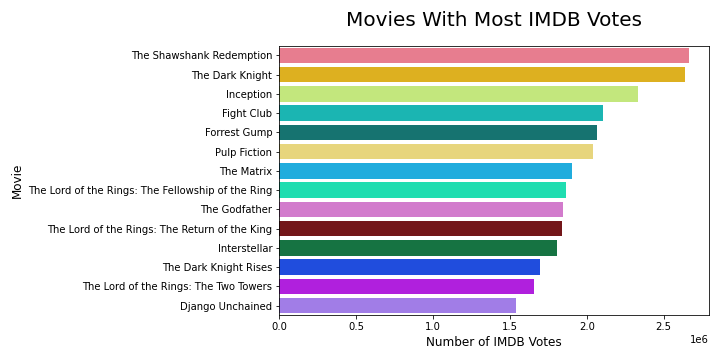 Movies With Most IMDB Votes
The Shawshank Redemption
The Dark Knight
Inception
Fight Club
Forrest Gump
Pulp Fiction
The Matrix
The Lord of the Rings: The Fellowship of the Ring
The Godfather
The Lord of the Rings: The Return of the King
Interstellar
The Dark Knight Rises
The Lord of the Rings: The Two Towers
Django Unchained
Movie
0.0 0.5 1.0 1.5 2.0 2.5
1e6
Number of IMDB Votes